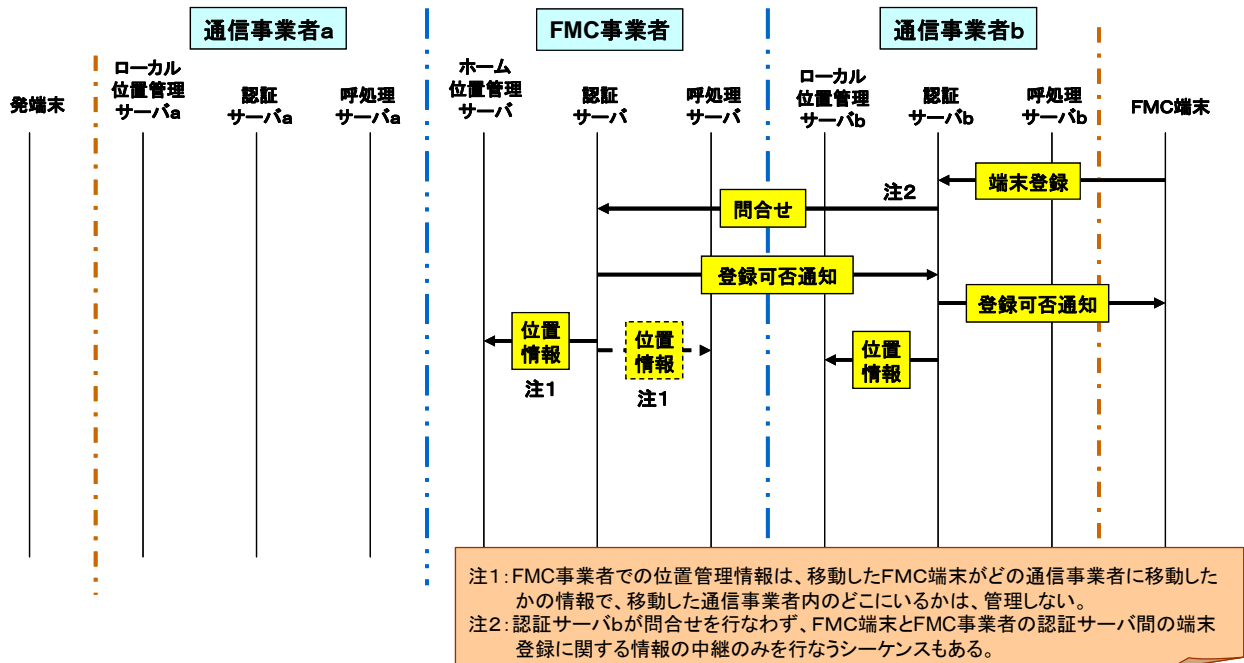 通信事業者a
FMC事業者
通信事業者b
発端末
ローカル
位置管理
サーバa
認証
サーバa
呼処理
サーバa
ホーム
位置管理
サーバ
認証
サーバ
呼処理
サーバ
ローカル
位置管理
サーバb
認証
サーバb
呼処理
サーバb
FMC端末
端末登録
注2
問合せ
登録可否通知
登録可否通知
位置
情報
注1
位置
情報
注1
位置
情報
注1:FMC事業者での位置管理情報は、移動したFMC端末がどの通信事業者に移動した
かの情報で、移動した通信事業者内のどこにいるかは、管理しない。
注2:認証サーバbが問合せを行なわず、FMC端末とFMC事業者の認証サーバ間の端末
登録に関する情報の中継のみを行なうシーケンスもある。